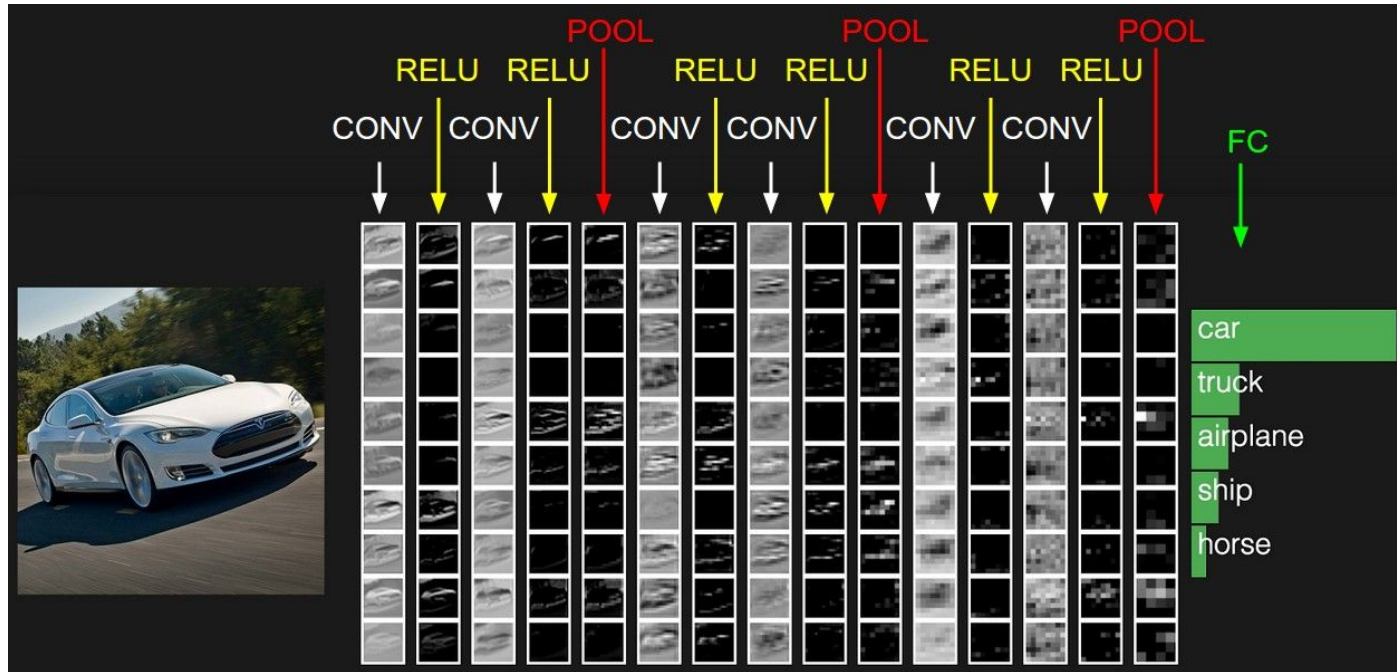 POOL POOL POOL
RELU RELU RELU RELU RELU RELU
CONV CONV CONV CONV CONV CONV
FC
car
truck
airplane
ship
horse